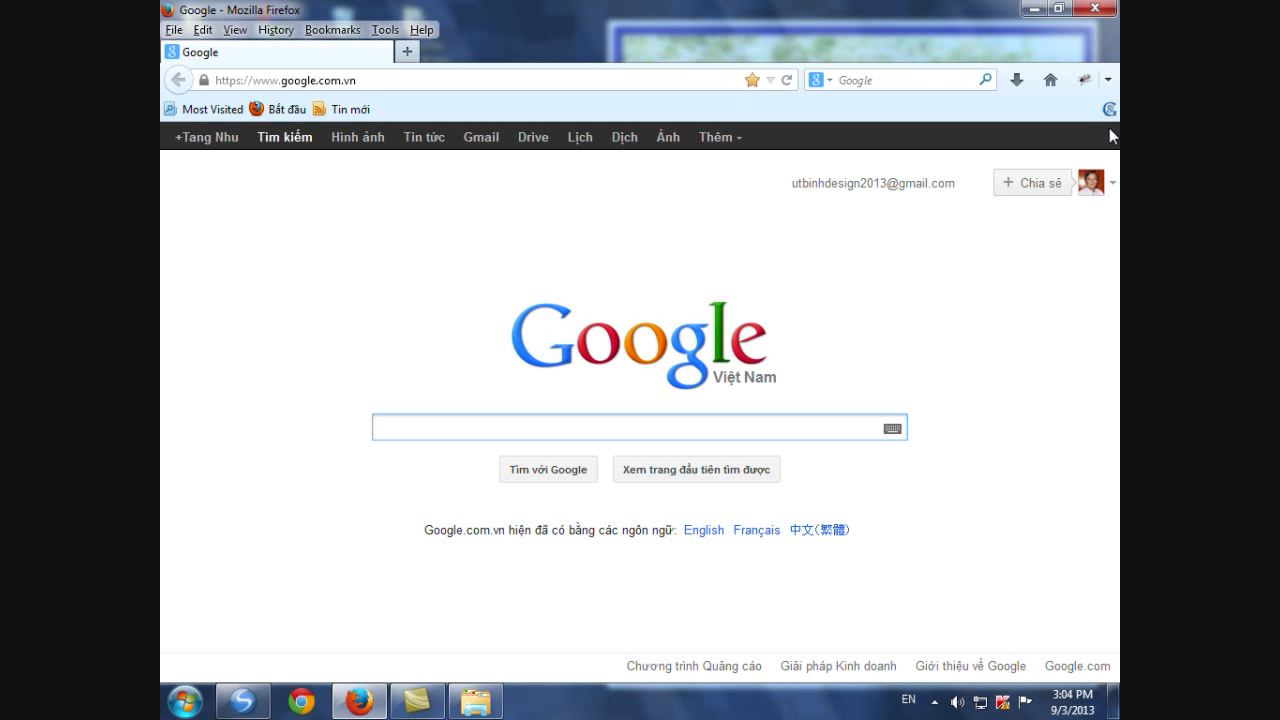 Google - Mozilla Firefox
File Edit View History Bookmarks Tools Help
Google
https://www.google.com.vn
Google
Most Visited Bắt đầu Tin mới
+Tang Nhu Tìm kiếm Hình ảnh Tin tức Gmail Drive Lịch Dịch Ảnh Thêm
utbinhdesign2013@gmail.com
+ Chia sẻ
Google
Việt Nam
Tìm với Google
Xem trang đầu tiên tìm được
Google.com.vn hiện đã có bằng các ngôn ngữ: English Français 中文(繁體)
Chương trình Quảng cáo Giải pháp Kinh doanh Giới thiệu về Google Google.com
EN
3:04 PM
9/3/2013